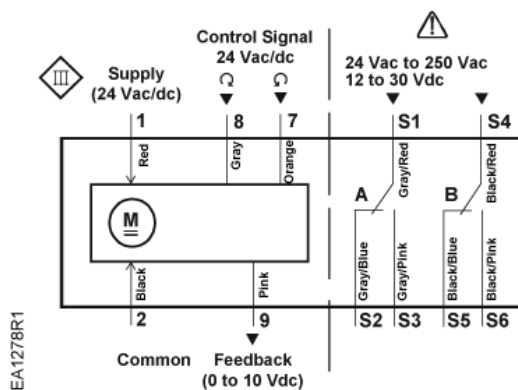 Control Signal
24 Vac/dc
III
Supply
(24 Vac/dc)
24 Vac to 250 Vac
12 to 30 Vdc
1
8
7
S1
S4
Red
Gray
Orange
Gray/Red
Black/Red
A
B
M
Gray/Blue
Gray/Pink
Black/Blue
Black/Pink
Black
Pink
2
9
S2
S3
S5
S6
Common
Feedback
(0 to 10 Vdc)
EA1278R1